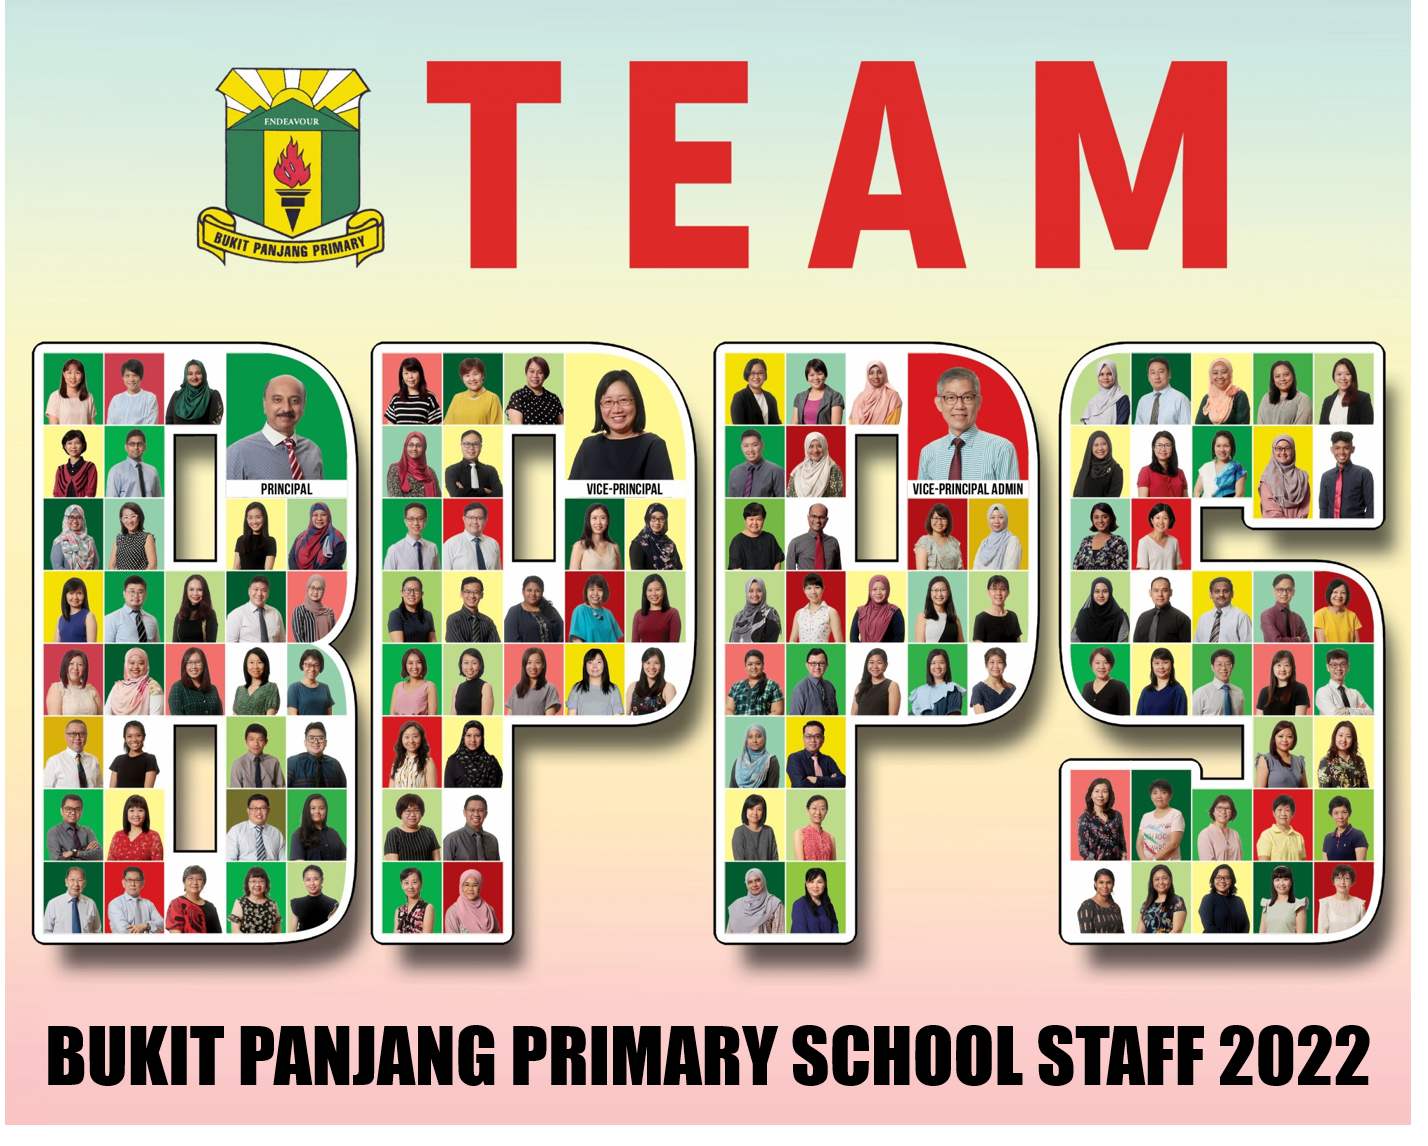 ENDEAVOUR
BUKIT PANJANG PRIMARY
TEAM
BPPS
PRINCIPAL
VICE-PRINCIPAL
VICE-PRINCIPAL ADMIN
BUKIT PANJANG PRIMARY SCHOOL STAFF 2022